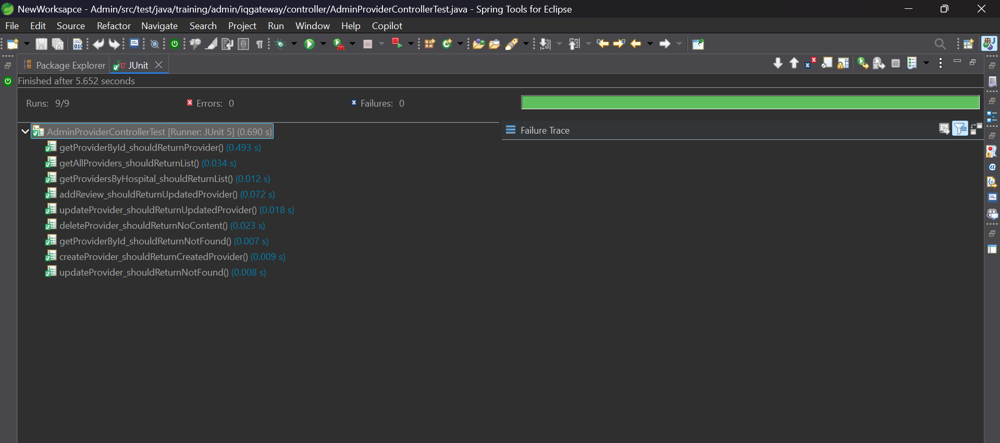 NewWorksapce - Admin/src/test/java/training/admin/iqgateway/controller/AdminProviderControllerTest.java - Spring Tools for Eclipse
File Edit Source Refactor Navigate Search Project Run Window Help Copilot
Package Explorer JUnit
Finished after 5.652 seconds
Runs: 9/9 Errors: 0 Failures: 0
AdminProviderControllerTest [Runner: JUnit 5] (0.690 s)
Failure Trace
getProviderById_shouldReturnProvider() (0.493 s)
getAllProviders_shouldReturnList() (0.034 s)
getProvidersByHospital_shouldReturnList() (0.012 s)
addReview_shouldReturnUpdatedProvider() (0.072 s)
updateProvider_shouldReturnUpdatedProvider() (0.018 s)
deleteProvider_shouldReturnNoContent() (0.023 s)
getProviderById_shouldReturnNotFound() (0.007 s)
createProvider_shouldReturnCreatedProvider() (0.009 s)
updateProvider_shouldReturnNotFound() (0.008 s)